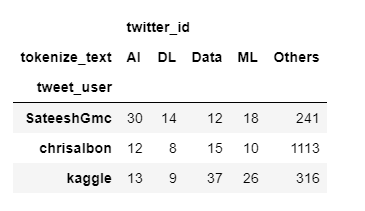 twitter_id
tokenize_text AI DL Data ML Others
tweet_user
SateeshGmc 30 14 12 18 241
chrisalbon 12 8 15 10 1113
kaggle 13 9 37 26 316